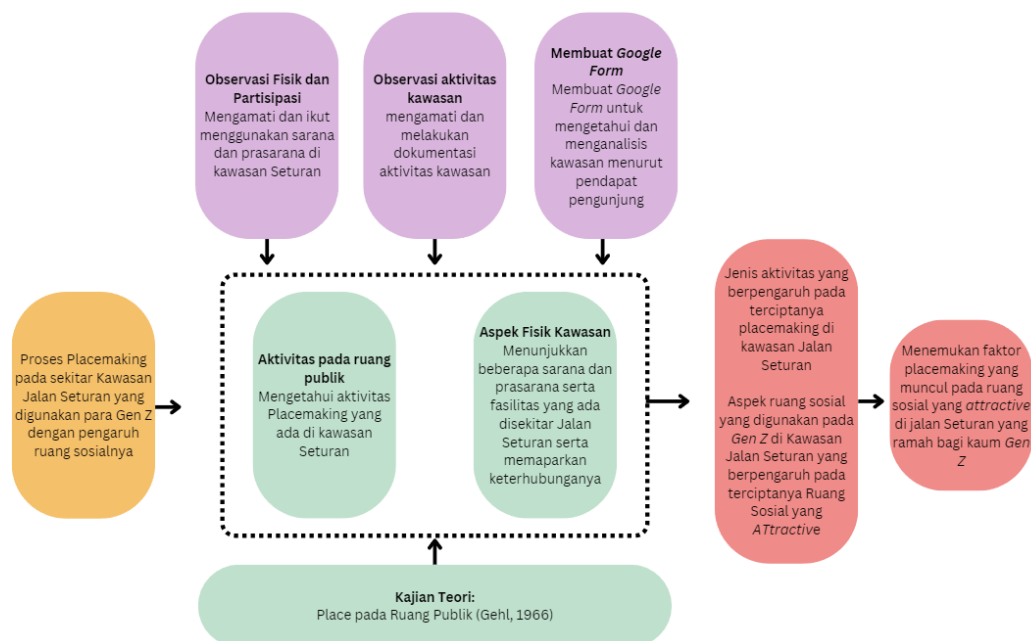 Observasi Fisik dan
Partisipasi
Mengamati dan ikut
menggunakan sarana
dan prasarana di
kawasan Seturan
Observasi aktivitas
kawasan
mengamati dan
melakukan
dokumentasi
aktivitas kawasan
Membuat Google
Form
Membuat Google
Form untuk
mengetahui dan
menganalisis
kawasan menurut
pendapat
pengunjung
Proses Placemaking
pada sekitar Kawasan
Jalan Seturan yang
digunakan para Gen Z
dengan pengaruh
ruang sosialnya
Aktivitas pada ruang
publik
Mengetahui aktivitas
Placemaking yang
ada di kawasan
Seturan
Aspek Fisik Kawasan
Menunjukkan
beberapa sarana dan
prasarana serta
fasilitas yang ada
disekitar Jalan
Seturan serta
memaparkan
keterhubunganya
Jenis aktivitas yang
berpengaruh pada
terciptanya
placemaking di
kawasan Jalan
Seturan
Aspek ruang sosial
yang digunakan pada
Gen Z di Kawasan
Jalan Seturan yang
berpengaruh pada
terciptanya Ruang
Sosial yang
ATtractive
Menemukan faktor
placemaking yang
muncul pada ruang
sosial yang attractive
di jalan Seturan yang
ramah bagi kaum Gen
Z
Kajian Teori:
Place pada Ruang Publik (Gehl, 1966)